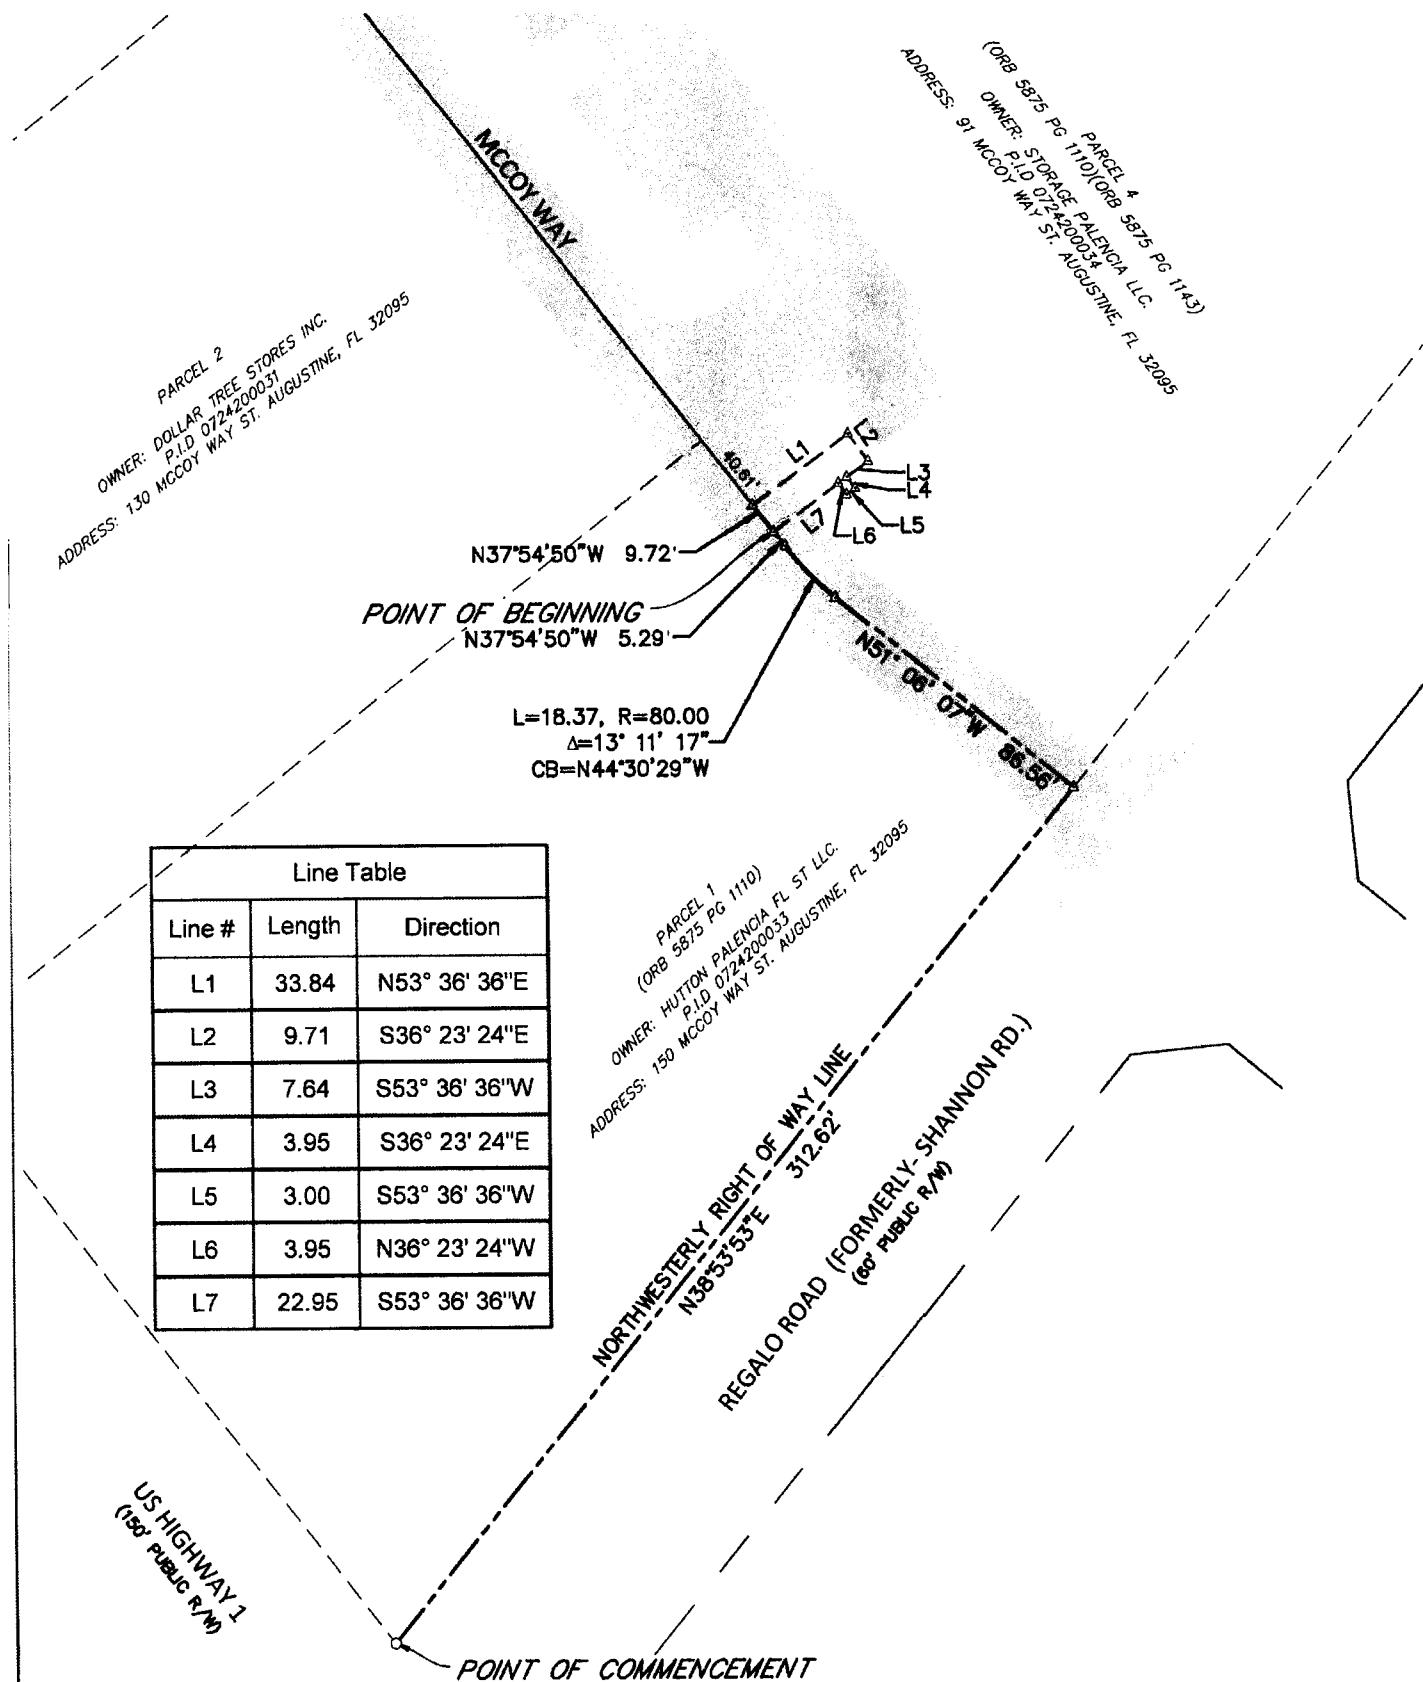 PARCEL 4
(ORB 5875 PG 1110)(ORB 5875 PG 1143)
OWNER: STORAGE PALENCIA LLC.
P.I.D 0724200034
ADDRESS: 91 MCCOY WAY ST. AUGUSTINE, FL 32095
MCCOY WAY
PARCEL 2
OWNER: DOLLAR TREE STORES INC.
P.I.D 0724200031
ADDRESS: 130 MCCOY WAY ST. AUGUSTINE, FL 32095
40.61'
L1
L2
L3
L4
L5
L6
L7
N37°54'50"W 9.72'
POINT OF BEGINNING
N37°54'50"W 5.29'
N51° 06' 07"W 86.56'
L=18.37, R=80.00
Δ=13° 11' 17"
CB=N44°30'29"W
PARCEL 1
(ORB 5875 PG 1110)
OWNER: HUTTON PALENCIA FL ST LLC.
P.I.D 0724200033
ADDRESS: 150 MCCOY WAY ST. AUGUSTINE, FL 32095
Line Table
Line # Length Direction
L1 33.84 N53° 36' 36"E
L2 9.71 S36° 23' 24"E
L3 7.64 S53° 36' 36"W
L4 3.95 S36° 23' 24"E
L5 3.00 S53° 36' 36"W
L6 3.95 N36° 23' 24"W
L7 22.95 S53° 36' 36"W
NORTHWESTERLY RIGHT OF WAY LINE
N38°53'53"E 312.62'
REGALO ROAD (FORMERLY- SHANNON RD.)
(60' PUBLIC R/W)
US HIGHWAY 1
(150' PUBLIC R/W)
POINT OF COMMENCEMENT